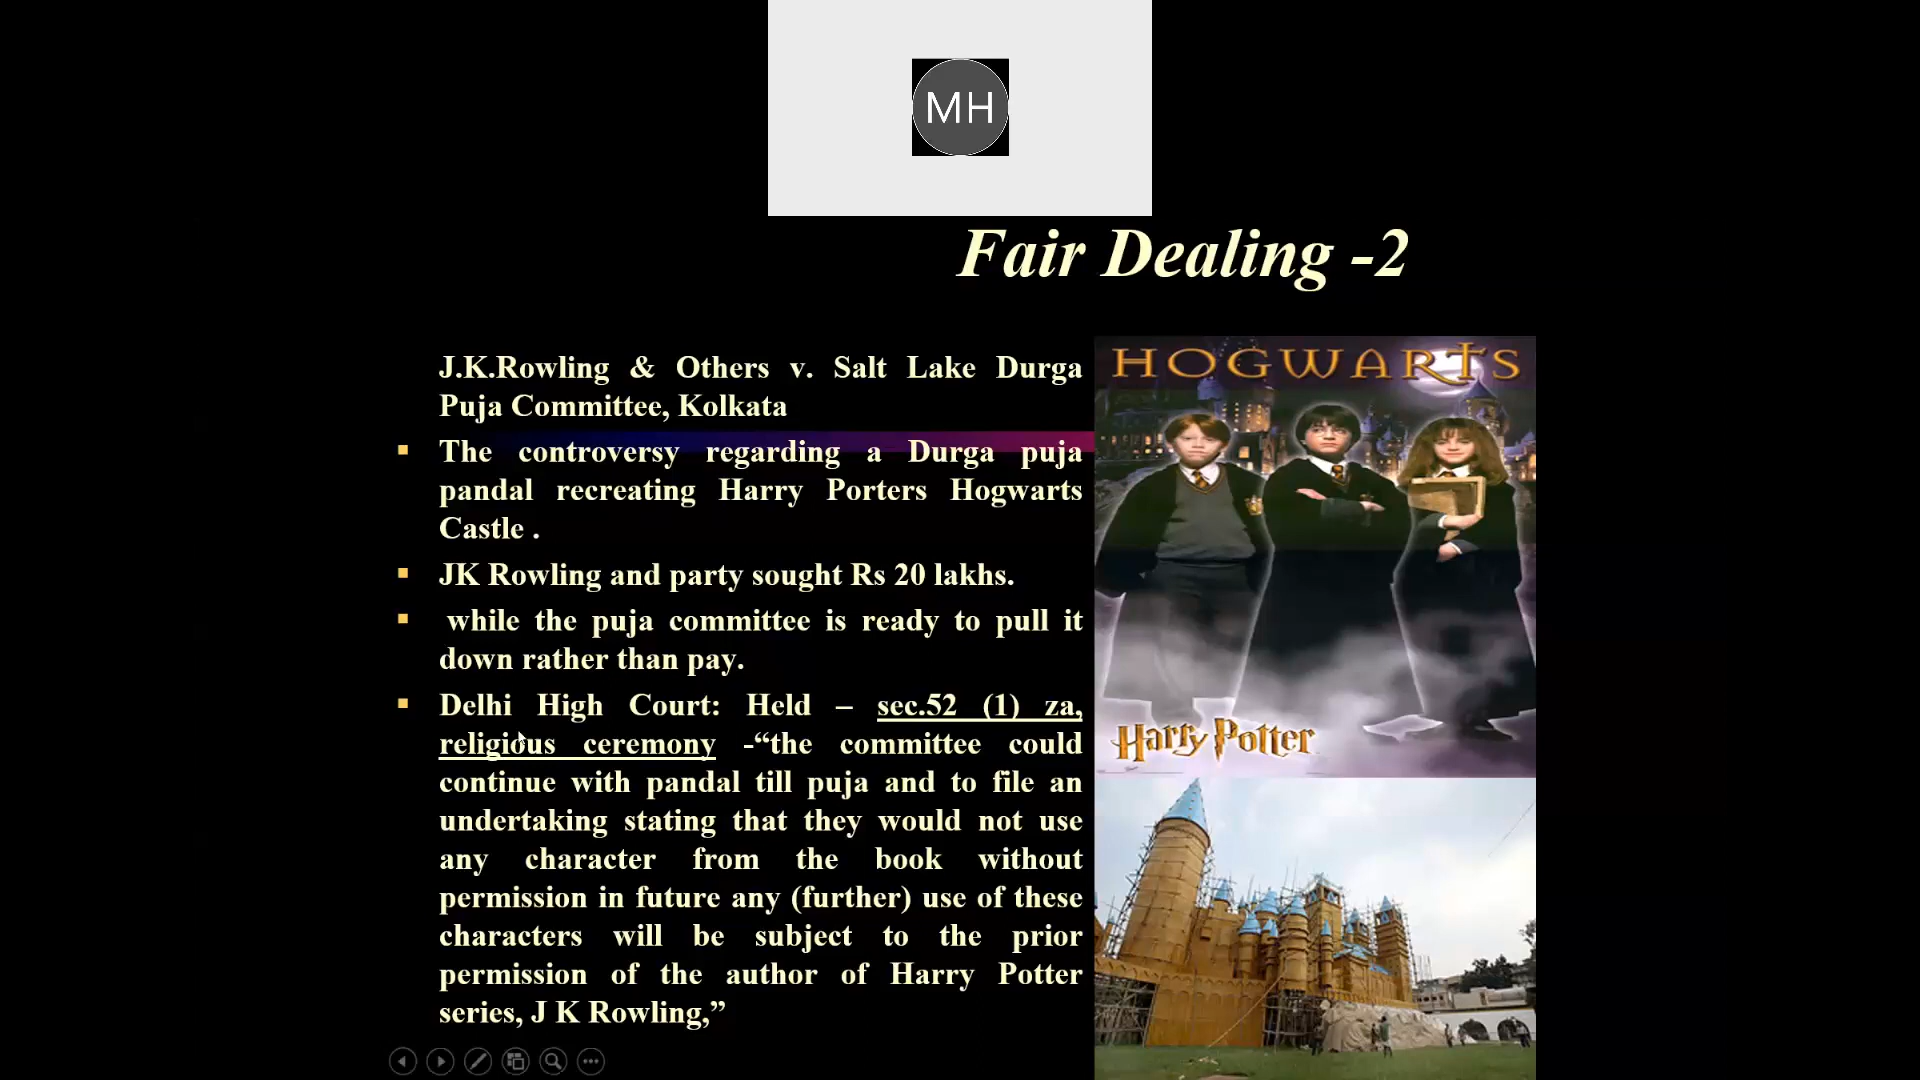 MH
Fair Dealing -2
J.K.Rowling & Others v. Salt Lake Durga
Puja Committee, Kolkata
▪ The controversy regarding a Durga puja
pandal recreating Harry Porters Hogwarts
Castle .
▪ JK Rowling and party sought Rs 20 lakhs.
▪ while the puja committee is ready to pull it
down rather than pay.
▪ Delhi High Court: Held – sec.52 (1) za,
religious ceremony -“the committee could
continue with pandal till puja and to file an
undertaking stating that they would not use
any character from the book without
permission in future any (further) use of these
characters will be subject to the prior
permission of the author of Harry Potter
series, J K Rowling,”
HOGWARTS
Harry Potter